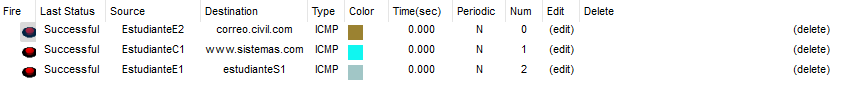 Fire Last Status Source Destination Type Color Time(sec) Periodic Num Edit Delete
Successful EstudianteE2 correo.civil.com ICMP 0.000 N 0 (edit) (delete)
Successful EstudianteC1 www.sistemas.com ICMP 0.000 N 1 (edit) (delete)
Successful EstudianteE1 estudianteS1 ICMP 0.000 N 2 (edit) (delete)